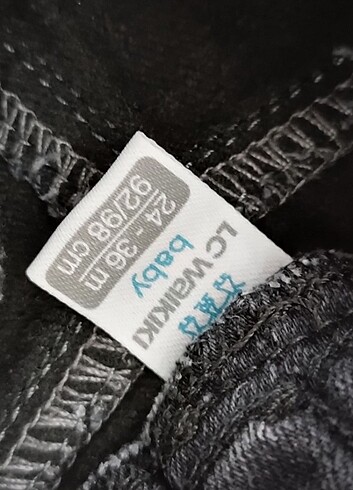 LC WAIKIKI
baby
24 - 36 m
92/98 cm